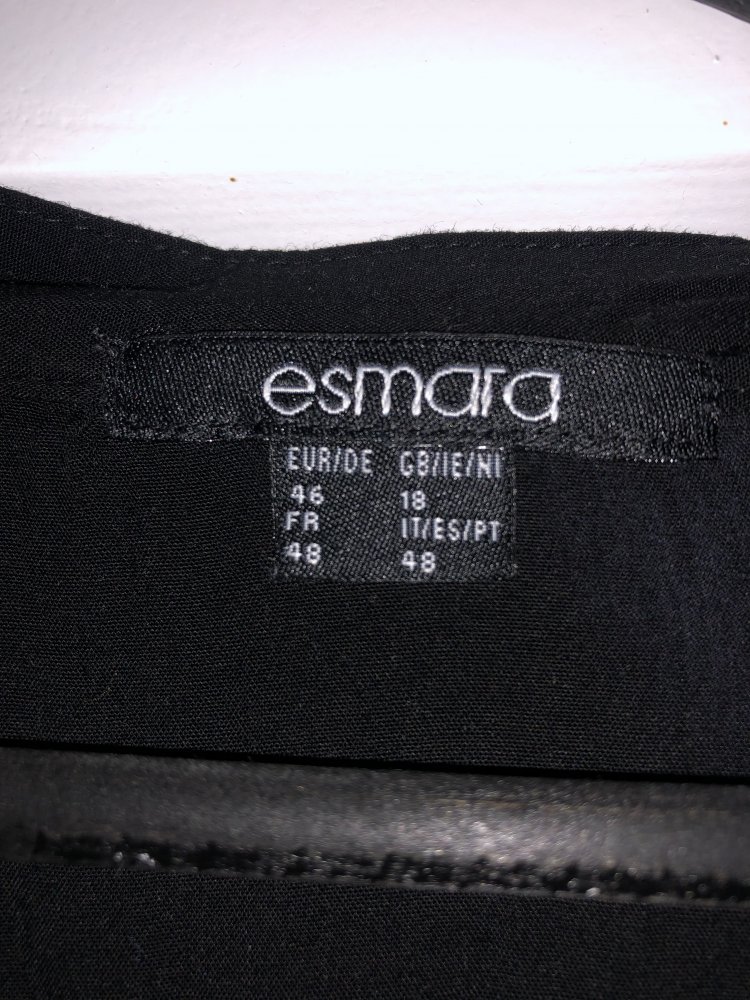 esmara
EUR/DE GB/IE/NI
46 18
FR IT/ES/PT
48 48